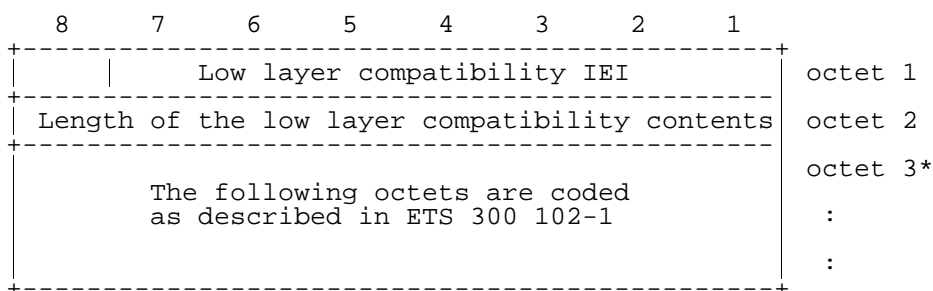 8 7 6 5 4 3 2 1
Low layer compatibility IEI octet 1
Length of the low layer compatibility contents octet 2
octet 3*
The following octets are coded
as described in ETS 300 102-1 :
: